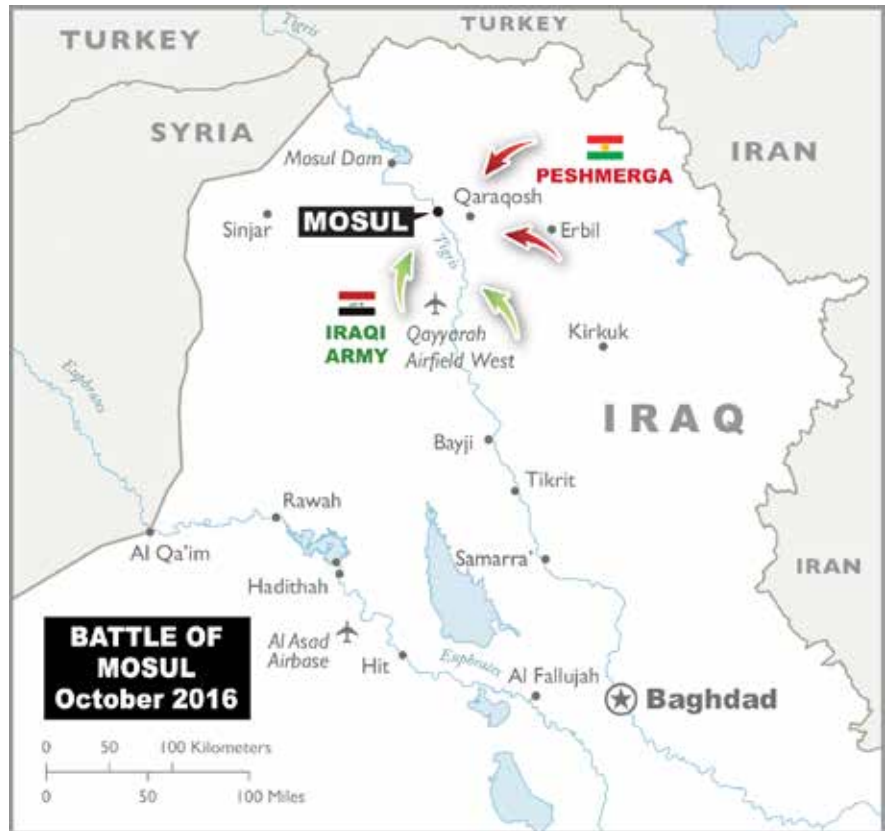 TURKEY
Tigris
TURKEY
SYRIA
IRAN
Mosul Dam
PESHMERGA
Qaraqosh
MOSUL
Sinjar
Erbil
Tigris
IRAQI
ARMY
Qayyarah
Airfield West
Kirkuk
Euphrates
IRAQ
Bayji
Tikrit
Rawah
Al Qa'im
Samarra'
Hadithah
IRAN
BATTLE OF
MOSUL
October 2016
Al Asad
Airbase
Hit
Euphrates
Al Fallujah
Baghdad
0 50 100 Kilometers
0 50 100 Miles